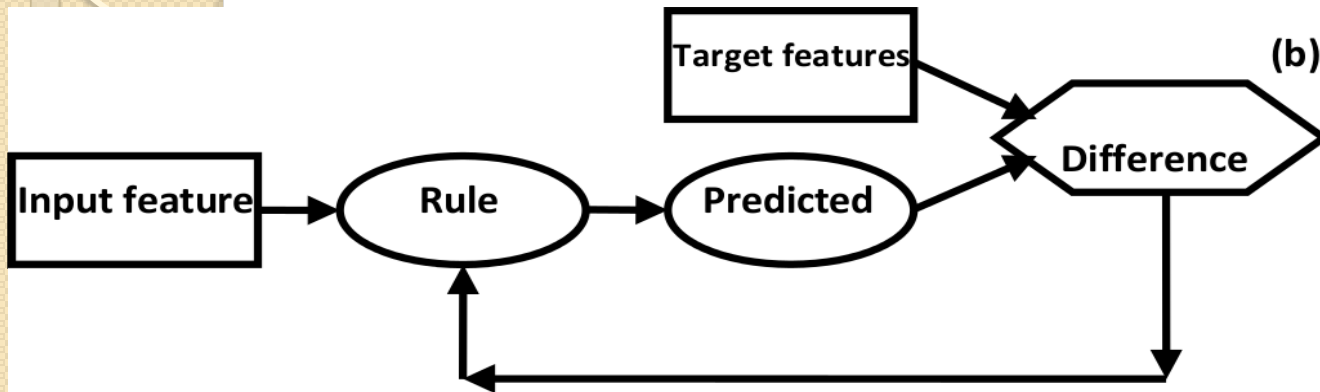 Target features
(b)
Difference
Input feature
Rule
Predicted